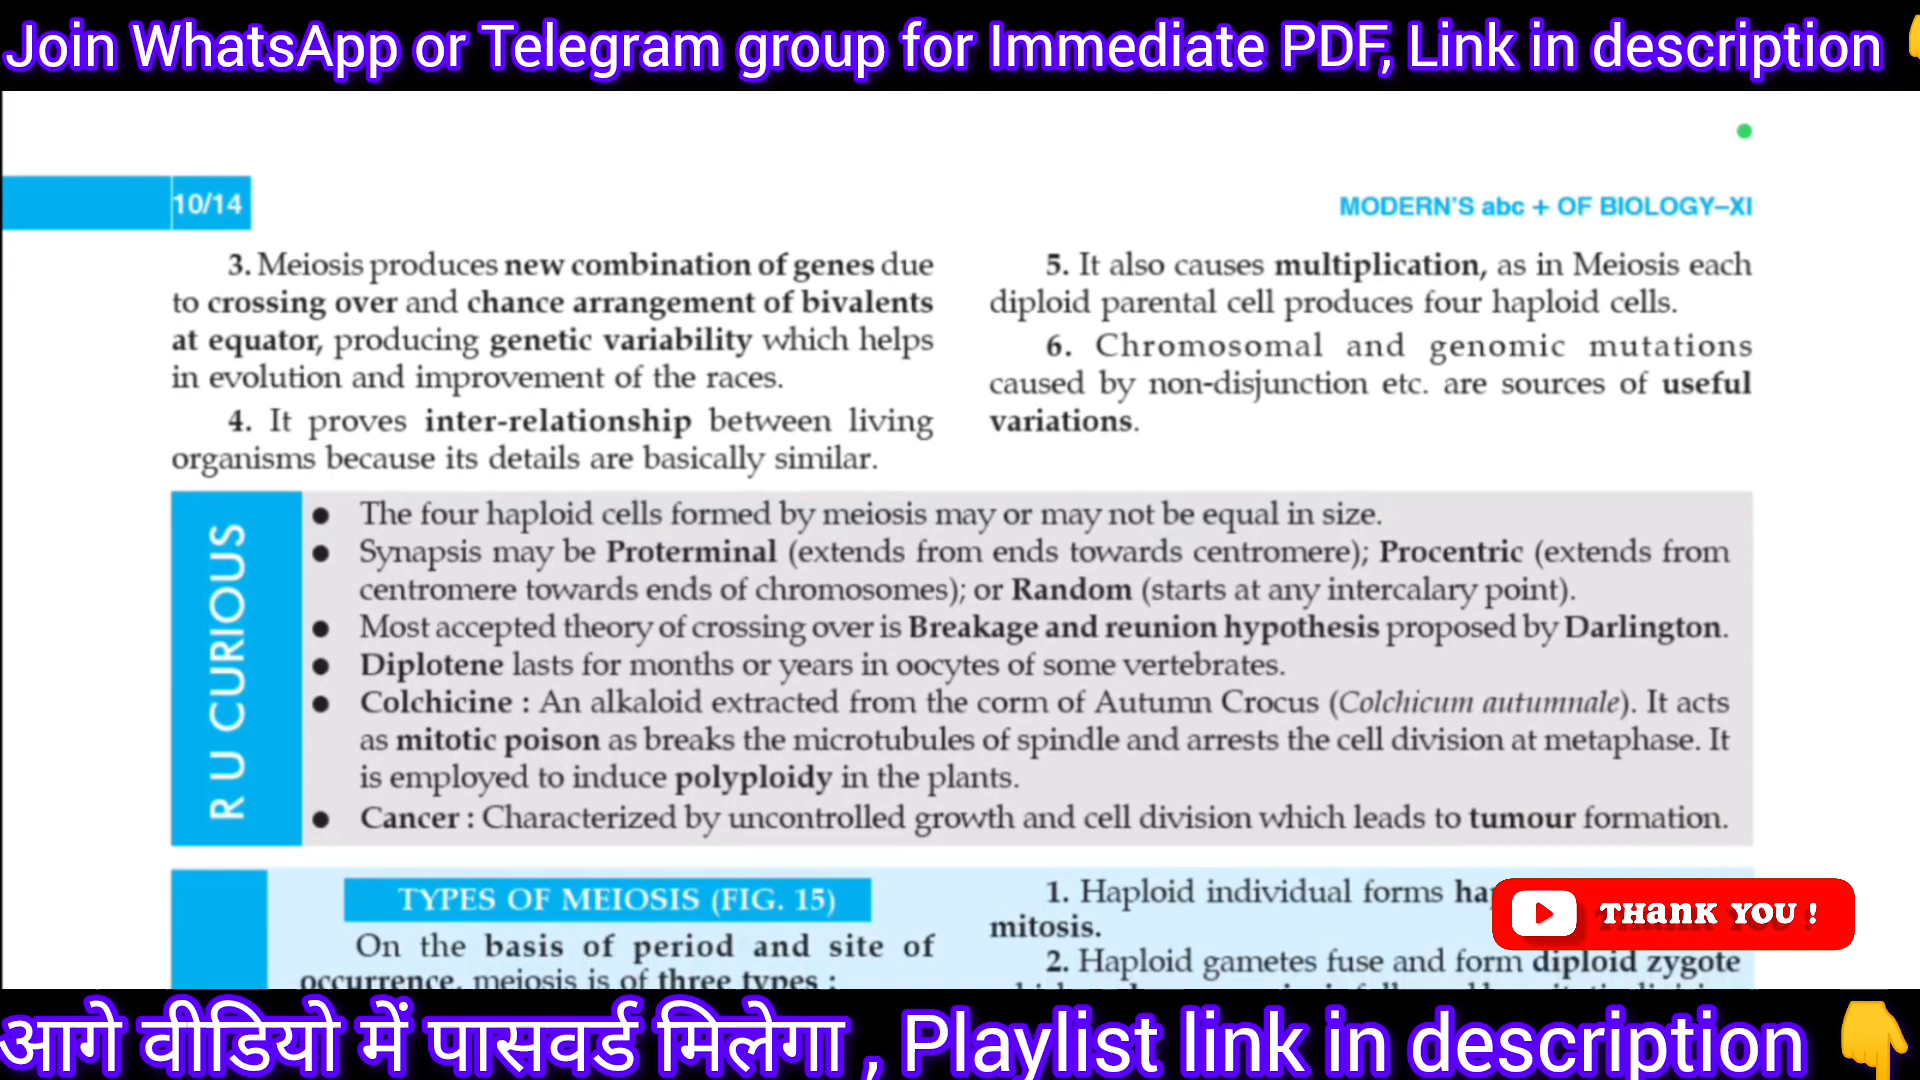 Join WhatsApp or Telegram group for Immediate PDF, Link in description
10/14
MODERN'S abc + OF BIOLOGY–XI
3. Meiosis produces new combination of genes due
to crossing over and chance arrangement of bivalents
at equator, producing genetic variability which helps
in evolution and improvement of the races.
4. It proves inter-relationship between living
organisms because its details are basically similar.
5. It also causes multiplication, as in Meiosis each
diploid parental cell produces four haploid cells.
6. Chromosomal and genomic mutations
caused by non-disjunction etc. are sources of useful
variations.
R U CURIOUS
● The four haploid cells formed by meiosis may or may not be equal in size.
● Synapsis may be Proterminal (extends from ends towards centromere); Procentric (extends from
centromere towards ends of chromosomes); or Random (starts at any intercalary point).
● Most accepted theory of crossing over is Breakage and reunion hypothesis proposed by Darlington.
● Diplotene lasts for months or years in oocytes of some vertebrates.
● Colchicine : An alkaloid extracted from the corm of Autumn Crocus (Colchicum autumnale). It acts
as mitotic poison as breaks the microtubules of spindle and arrests the cell division at metaphase. It
is employed to induce polyploidy in the plants.
● Cancer : Characterized by uncontrolled growth and cell division which leads to tumour formation.
TYPES OF MEIOSIS (FIG. 15)
On the basis of period and site of
occurrence, meiosis is of three types :
1. Haploid individual forms
mitosis.
2. Haploid gametes fuse and form diploid zygote
THANK YOU !
आगे वीडियो में पासवर्ड मिलेगा , Playlist link in description